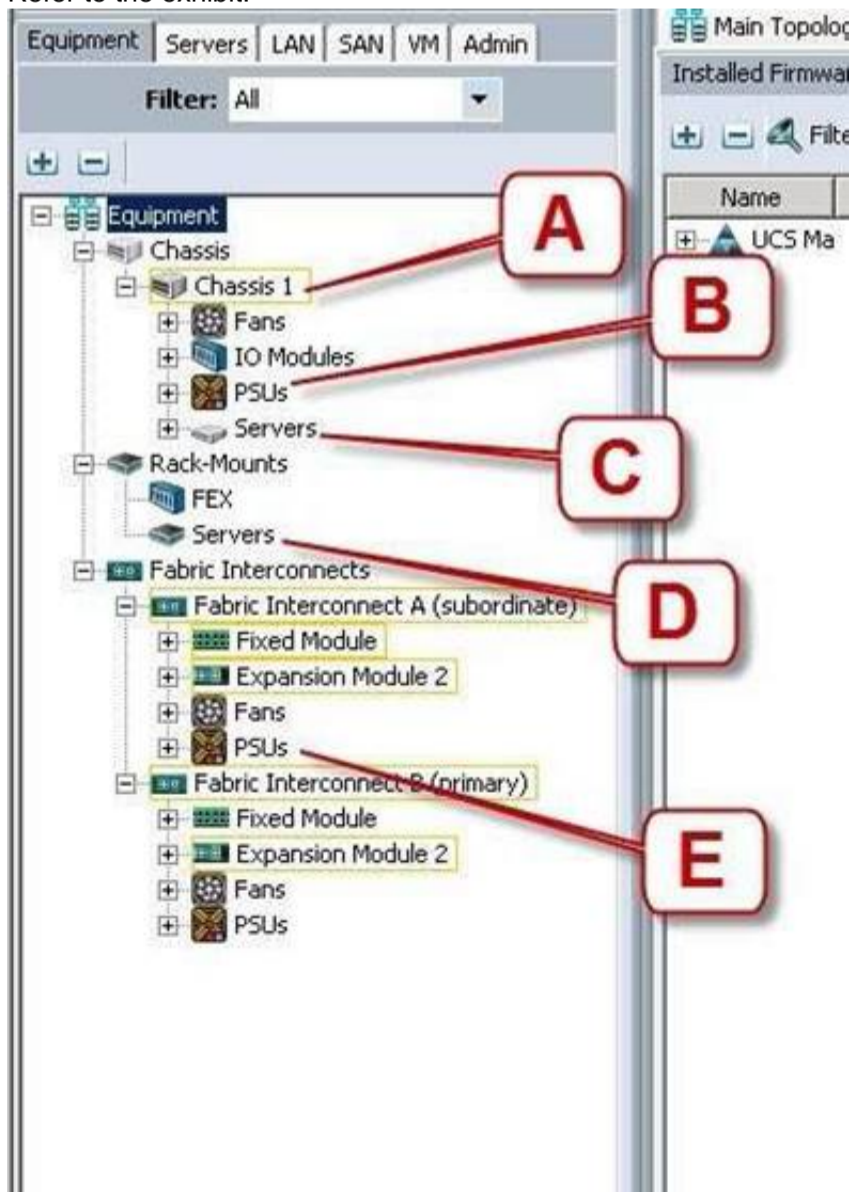 Refer to the exhibit.
Equipment Servers LAN SAN VM Admin
Main Topolog
Filter: All
Installed Firmwar
Filte
Name
Equipment
UCS Ma
Chassis
Chassis 1
Fans
IO Modules
PSUs
Servers
Rack-Mounts
FEX
Servers
Fabric Interconnects
Fabric Interconnect A (subordinate)
Fixed Module
Expansion Module 2
Fans
PSUs
Fabric Interconnect B (primary)
Fixed Module
Expansion Module 2
Fans
PSUs
A
B
C
D
E